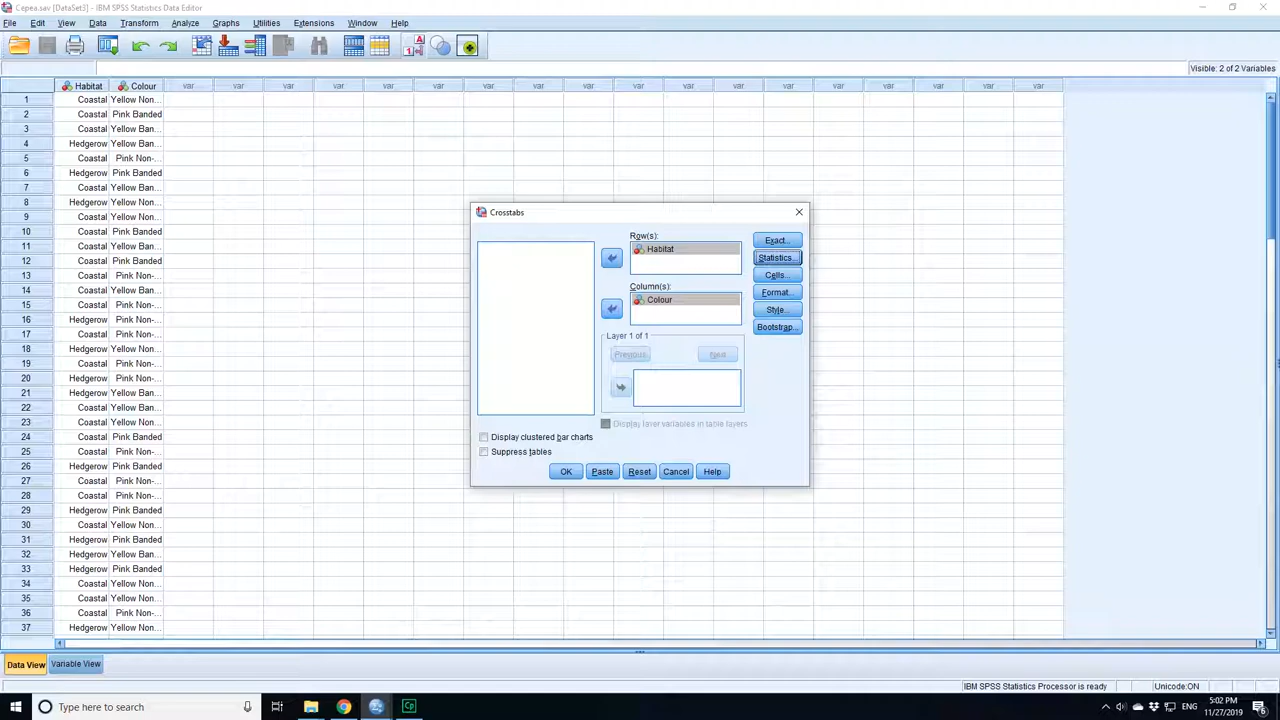 Cepea.sav [DataSet3] - IBM SPSS Statistics Data Editor
File Edit View Data Transform Analyze Graphs Utilities Extensions Window Help
Visible: 2 of 2 Variables
Habitat Colour var var var var var var var var var var var var var var var var var var
1 Coastal Yellow Non...
2 Coastal Pink Banded
3 Coastal Yellow Ban...
4 Hedgerow Yellow Ban...
5 Coastal Pink Non-...
6 Hedgerow Pink Banded
7 Coastal Yellow Ban...
8 Hedgerow Yellow Non...
9 Coastal Yellow Non...
10 Coastal Pink Banded
11 Coastal Yellow Ban...
12 Coastal Pink Banded
13 Coastal Pink Non-...
14 Coastal Yellow Non...
15 Coastal Pink Non-...
16 Hedgerow Pink Non-...
17 Coastal Pink Non-...
18 Hedgerow Yellow Non...
19 Coastal Pink Non-...
20 Hedgerow Pink Non-...
21 Hedgerow Yellow Ban...
22 Coastal Yellow Ban...
23 Coastal Yellow Non...
24 Coastal Pink Banded
25 Coastal Pink Non-...
26 Hedgerow Pink Banded
27 Coastal Yellow Non...
28 Coastal Pink Non-...
29 Hedgerow Pink Banded
30 Coastal Yellow Non...
31 Hedgerow Pink Banded
32 Hedgerow Yellow Ban...
33 Hedgerow Pink Banded
34 Coastal Yellow Non...
35 Coastal Yellow Non...
36 Coastal Pink Non-...
37 Hedgerow Yellow Non...
Crosstabs
Row(s):
Habitat
Column(s):
Colour
Layer 1 of 1
Previous Next
Display layer variables in table layers
Exact...
Statistics...
Cells...
Format...
Style...
Bootstrap...
Display clustered bar charts
Suppress tables
OK Paste Reset Cancel Help
Data View Variable View
IBM SPSS Statistics Processor is ready Unicode:ON
Type here to search
Cp
5:02 PM
11/27/2019
6